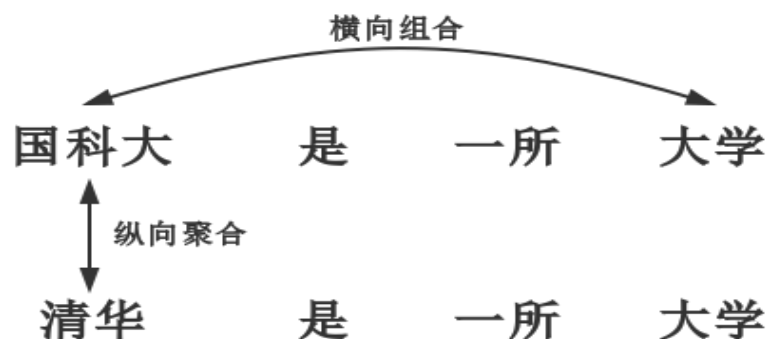 横向组合
国科大 是 一所 大学
纵向聚合
清华 是 一所 大学